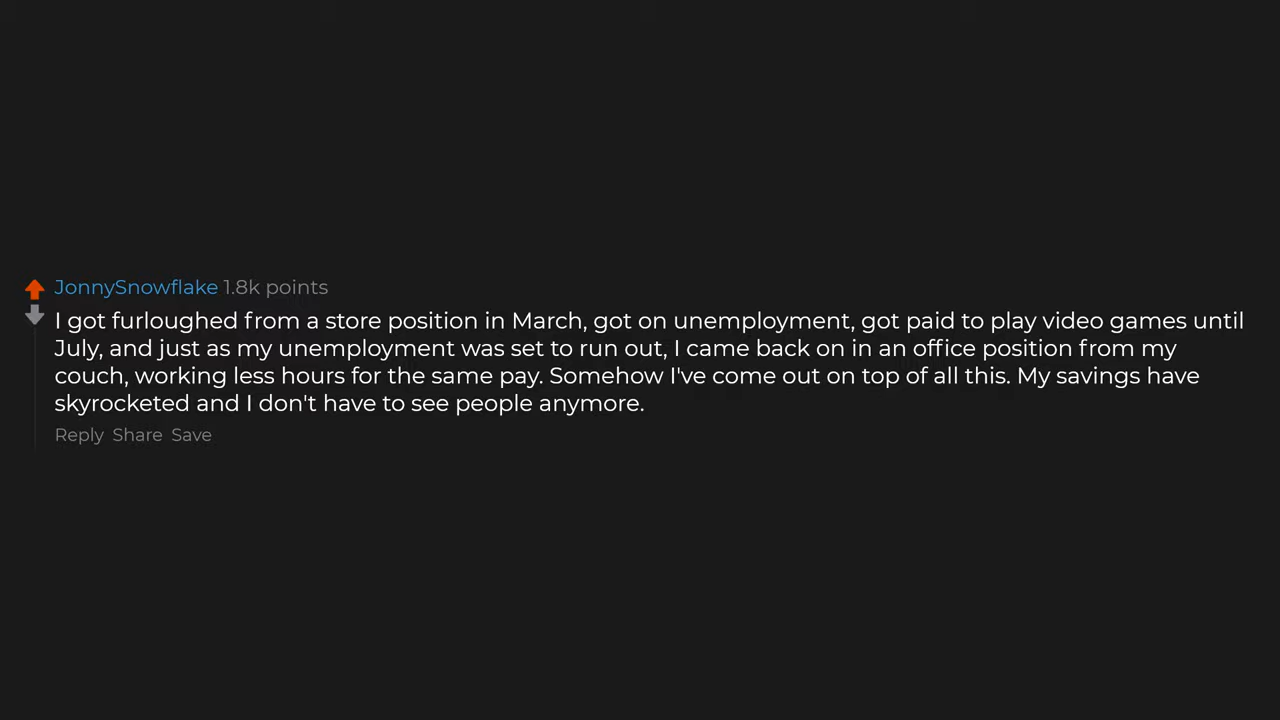 JonnySnowflake 1.8k points
I got furloughed from a store position in March, got on unemployment, got paid to play video games until
July, and just as my unemployment was set to run out, I came back on in an office position from my
couch, working less hours for the same pay. Somehow I've come out on top of all this. My savings have
skyrocketed and I don't have to see people anymore.
Reply Share Save